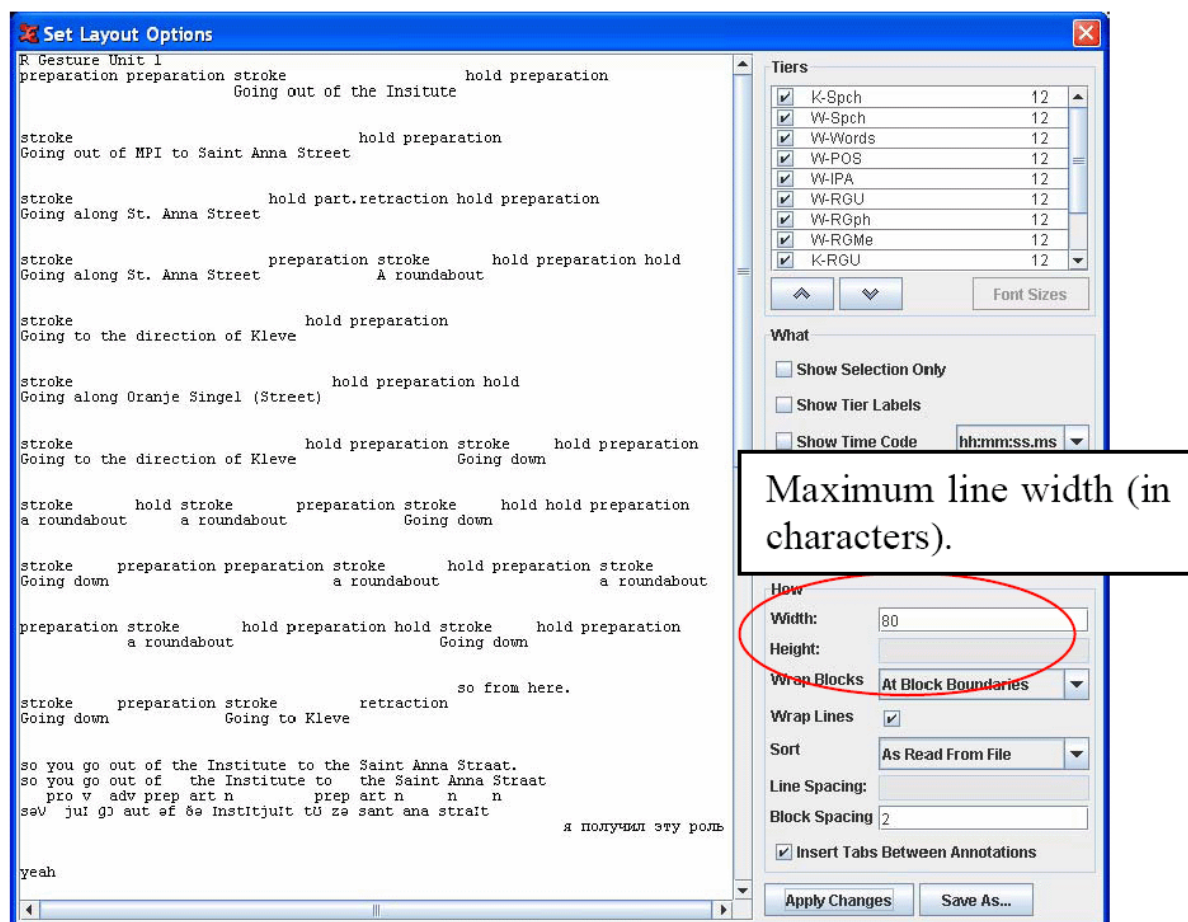 Set Layout Options
R Gesture Unit 1
preparation preparation stroke hold preparation
Going out of the Insitute
stroke hold preparation
Going out of MPI to Saint Anna Street
stroke hold part.retraction hold preparation
Going along St. Anna Street
stroke preparation stroke hold preparation hold
Going along St. Anna Street A roundabout
stroke hold preparation
Going to the direction of Kleve
stroke hold preparation hold
Going along Oranje Singel (Street)
stroke hold preparation stroke hold preparation
Going to the direction of Kleve Going down
stroke hold stroke preparation stroke hold hold preparation
a roundabout a roundabout Going down
stroke preparation preparation stroke hold preparation stroke
Going down a roundabout a roundabout
preparation stroke hold preparation hold stroke hold preparation
a roundabout Going down
so from here.
stroke preparation stroke retraction
Going down Going to Kleve
so you go out of the Institute to the Saint Anna Straat.
so you go out of the Institute to the Saint Anna Straat
pro v adv prep art n prep art n n n
səV juI gɔ aut əf ðə InstItjuIt tƱ zə sant ana straIt
я получил эту роль
yeah
Tiers
K-Spch 12
W-Spch 12
W-Words 12
W-POS 12
W-IPA 12
W-RGU 12
W-RGph 12
W-RGMe 12
K-RGU 12
Font Sizes
What
Show Selection Only
Show Tier Labels
Show Time Code hh:mm:ss.ms
Maximum line width (in
characters).
How
Width: 80
Height:
Wrap Blocks At Block Boundaries
Wrap Lines
Sort As Read From File
Line Spacing:
Block Spacing 2
Insert Tabs Between Annotations
Apply Changes Save As...